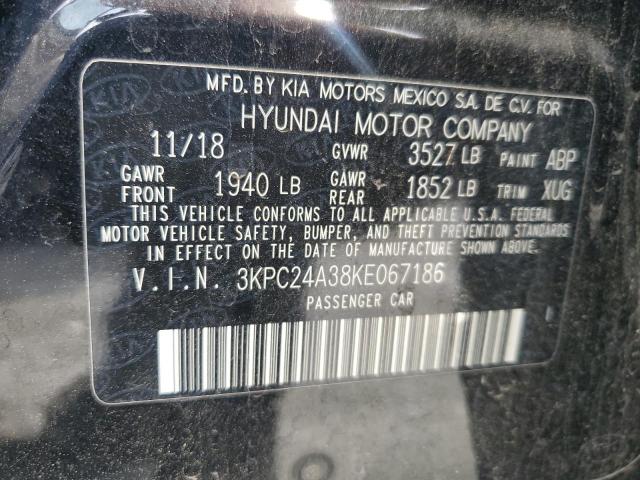 MFD. BY KIA MOTORS MEXICO S.A. DE C.V. FOR
HYUNDAI MOTOR COMPANY
11/18 GVWR 3527 LB PAINT ABP
GAWR FRONT 1940 LB GAWR REAR 1852 LB TRIM XUG
THIS VEHICLE CONFORMS TO ALL APPLICABLE U.S.A. FEDERAL
MOTOR VEHICLE SAFETY, BUMPER, AND THEFT PREVENTION STANDARDS
IN EFFECT ON THE DATE OF MANUFACTURE SHOWN ABOVE.
V.I.N. 3KPC24A38KE067186
PASSENGER CAR